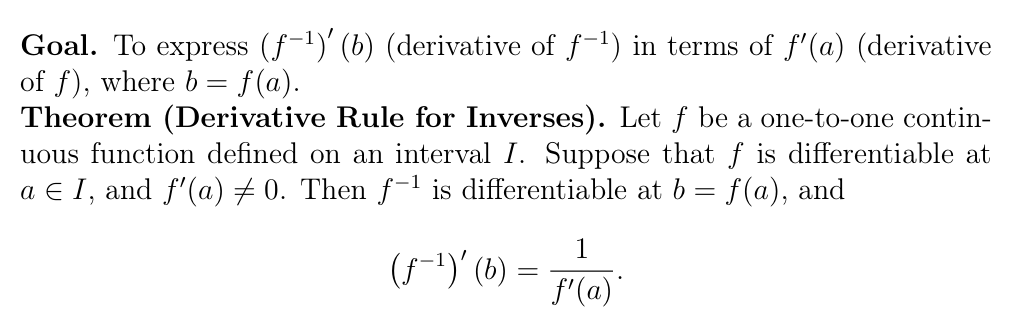 Goal. To express (f⁻¹)′ (b) (derivative of f⁻¹) in terms of f′(a) (derivative
of f), where b = f(a).
Theorem (Derivative Rule for Inverses). Let f be a one-to-one contin-
uous function defined on an interval I. Suppose that f is differentiable at
a ∈ I, and f′(a) ≠ 0. Then f⁻¹ is differentiable at b = f(a), and
(f⁻¹)′ (b) = 1/f′(a).